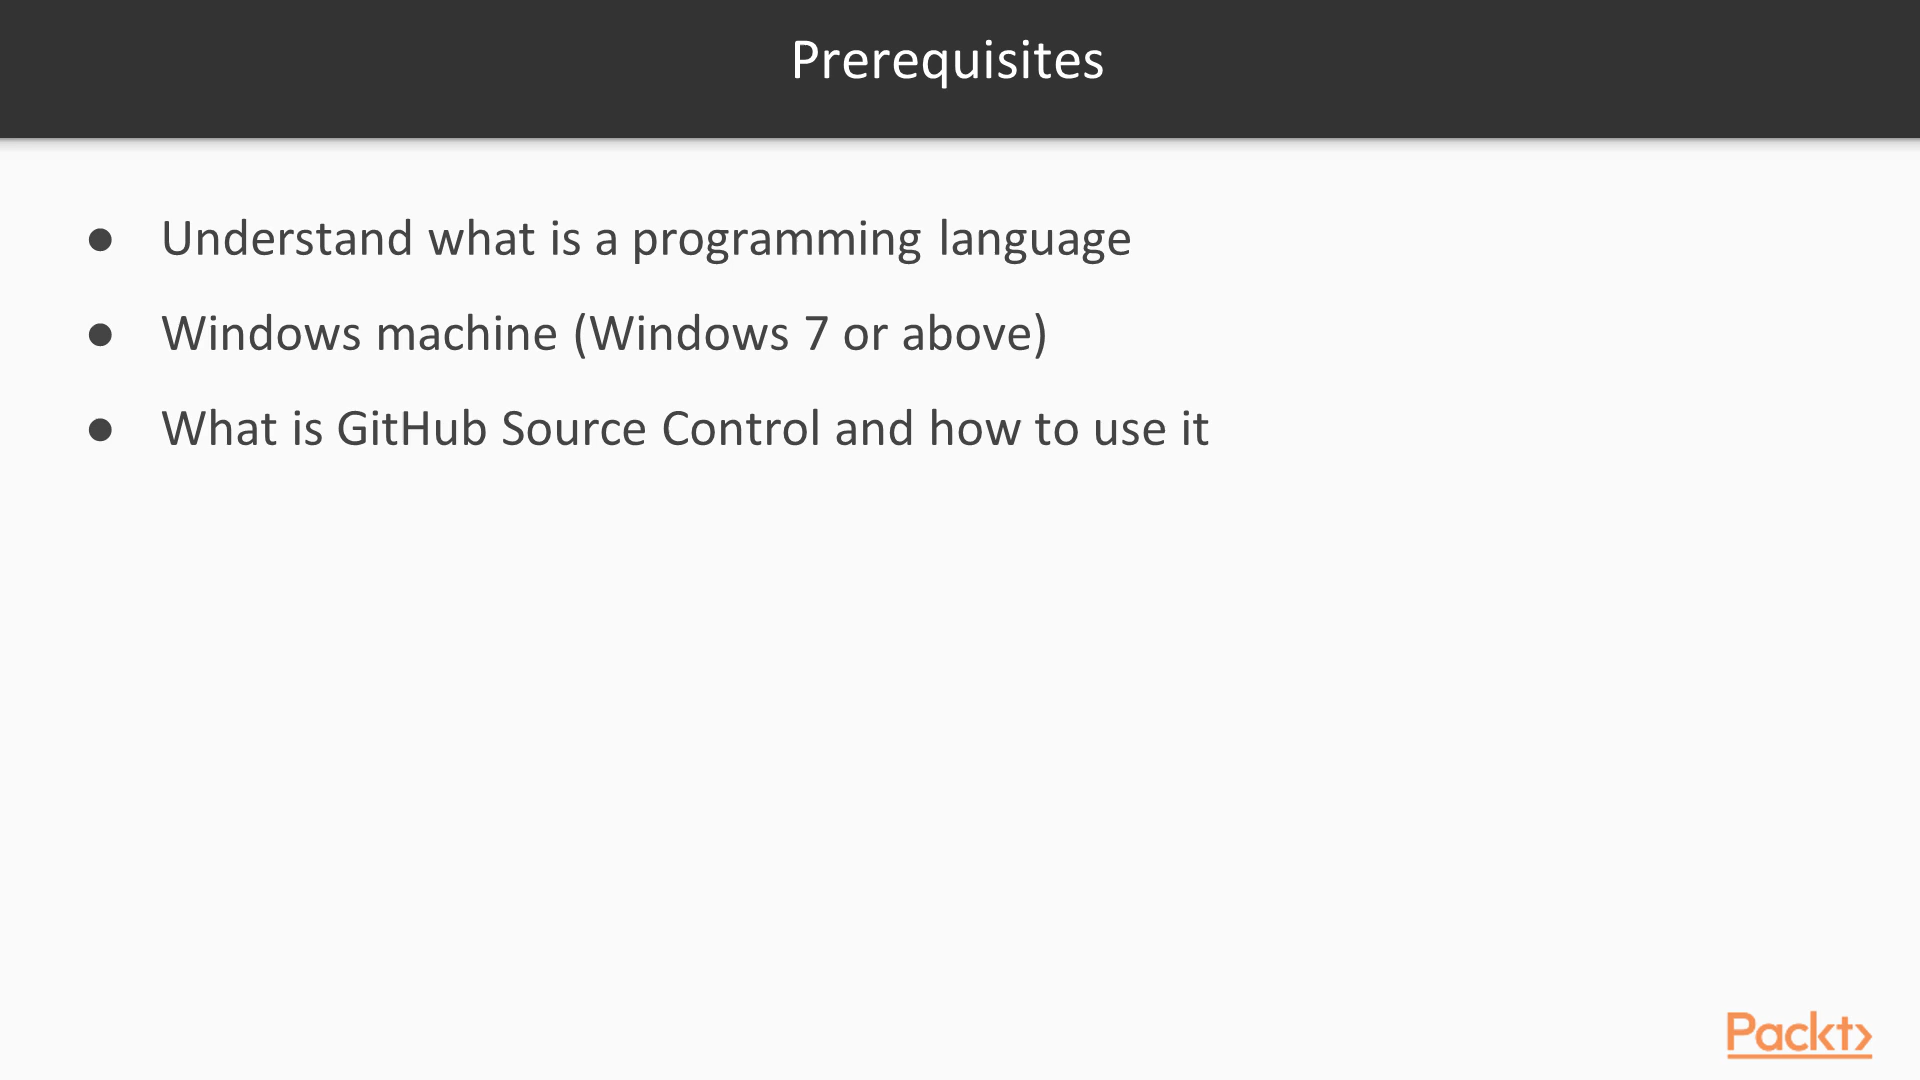 Prerequisites
● Understand what is a programming language
● Windows machine (Windows 7 or above)
● What is GitHub Source Control and how to use it
Packt>